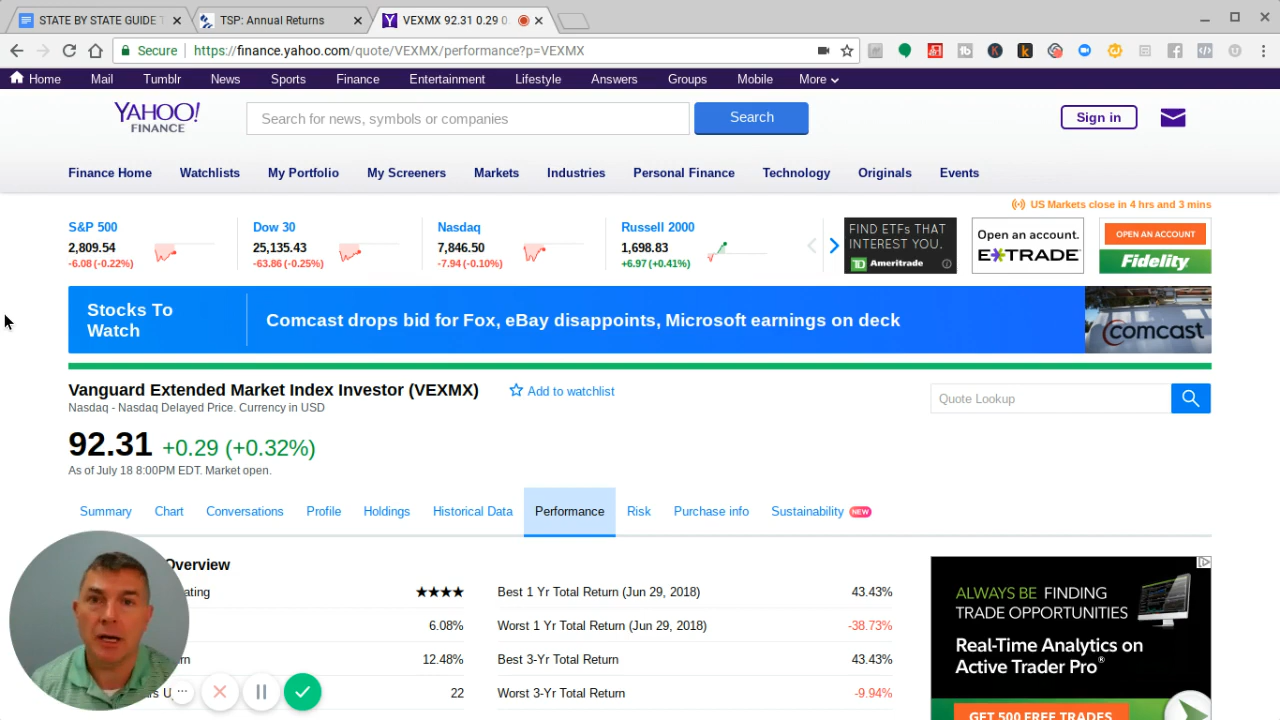 STATE BY STATE GUIDE T
TSP: Annual Returns
VEXMX 92.31 0.29 0.
Secure
https://finance.yahoo.com/quote/VEXMX/performance?p=VEXMX
Home Mail Tumblr News Sports Finance Entertainment Lifestyle Answers Groups Mobile More
YAHOO!
FINANCE
Search for news, symbols or companies
Search
Sign in
Finance Home Watchlists My Portfolio My Screeners Markets Industries Personal Finance Technology Originals Events
US Markets close in 4 hrs and 3 mins
S&P 500
2,809.54
-6.08 (-0.22%)
Dow 30
25,135.43
-63.86 (-0.25%)
Nasdaq
7,846.50
-7.94 (-0.10%)
Russell 2000
1,698.83
+6.97 (+0.41%)
FIND ETFs THAT
INTEREST YOU.
TD Ameritrade
Open an account.
E*TRADE
OPEN AN ACCOUNT
Fidelity
Stocks To
Watch
Comcast drops bid for Fox, eBay disappoints, Microsoft earnings on deck
comcast
Vanguard Extended Market Index Investor (VEXMX)
Add to watchlist
Nasdaq - Nasdaq Delayed Price. Currency in USD
Quote Lookup
92.31 +0.29 (+0.32%)
As of July 18 8:00PM EDT. Market open.
Summary Chart Conversations Profile Holdings Historical Data Performance Risk Purchase info Sustainability NEW
Overview
ating ★★★★
6.08%
12.48%
22
Best 1 Yr Total Return (Jun 29, 2018) 43.43%
Worst 1 Yr Total Return (Jun 29, 2018) -38.73%
Best 3-Yr Total Return 43.43%
Worst 3-Yr Total Return -9.94%
ALWAYS BE FINDING
TRADE OPPORTUNITIES
Real-Time Analytics on
Active Trader Pro®
GET 500 FREE TRADES